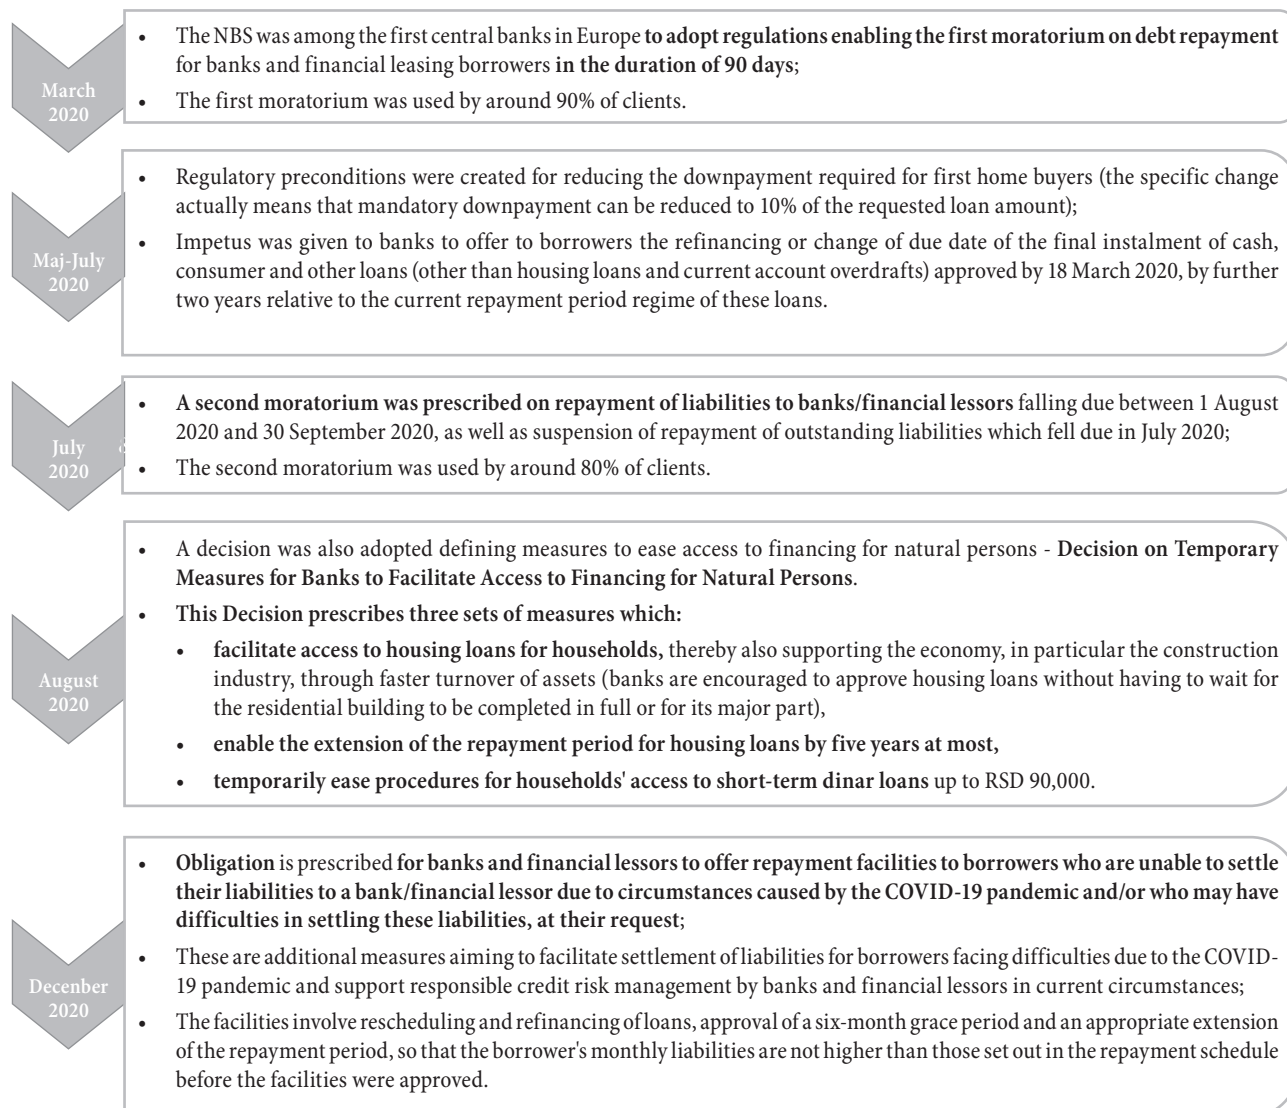 March
2020
• The NBS was among the first central banks in Europe to adopt regulations enabling the first moratorium on debt repayment
for banks and financial leasing borrowers in the duration of 90 days;
• The first moratorium was used by around 90% of clients.
Maj-July
2020
• Regulatory preconditions were created for reducing the downpayment required for first home buyers (the specific change
actually means that mandatory downpayment can be reduced to 10% of the requested loan amount);
• Impetus was given to banks to offer to borrowers the refinancing or change of due date of the final instalment of cash,
consumer and other loans (other than housing loans and current account overdrafts) approved by 18 March 2020, by further
two years relative to the current repayment period regime of these loans.
July
2020
• A second moratorium was prescribed on repayment of liabilities to banks/financial lessors falling due between 1 August
2020 and 30 September 2020, as well as suspension of repayment of outstanding liabilities which fell due in July 2020;
• The second moratorium was used by around 80% of clients.
August
2020
• A decision was also adopted defining measures to ease access to financing for natural persons - Decision on Temporary
Measures for Banks to Facilitate Access to Financing for Natural Persons.
• This Decision prescribes three sets of measures which:
• facilitate access to housing loans for households, thereby also supporting the economy, in particular the construction
industry, through faster turnover of assets (banks are encouraged to approve housing loans without having to wait for
the residential building to be completed in full or for its major part),
• enable the extension of the repayment period for housing loans by five years at most,
• temporarily ease procedures for households' access to short-term dinar loans up to RSD 90,000.
Decenber
2020
• Obligation is prescribed for banks and financial lessors to offer repayment facilities to borrowers who are unable to settle
their liabilities to a bank/financial lessor due to circumstances caused by the COVID-19 pandemic and/or who may have
difficulties in settling these liabilities, at their request;
• These are additional measures aiming to facilitate settlement of liabilities for borrowers facing difficulties due to the COVID-
19 pandemic and support responsible credit risk management by banks and financial lessors in current circumstances;
• The facilities involve rescheduling and refinancing of loans, approval of a six-month grace period and an appropriate extension
of the repayment period, so that the borrower's monthly liabilities are not higher than those set out in the repayment schedule
before the facilities were approved.